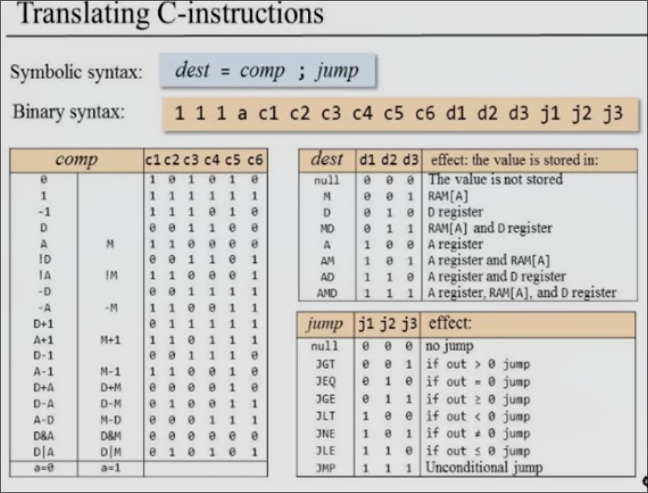 Translating C-instructions
Symbolic syntax: dest = comp ; jump
Binary syntax: 1 1 1 a c1 c2 c3 c4 c5 c6 d1 d2 d3 j1 j2 j3
comp c1 c2 c3 c4 c5 c6
0 1 0 1 0 1 0
1 1 1 1 1 1 1
-1 1 1 1 0 1 0
D 0 0 1 1 0 0
A M 1 1 0 0 0 0
!D 0 0 1 1 0 1
!A !M 1 1 0 0 0 1
-D 0 0 1 1 1 1
-A -M 1 1 0 0 1 1
D+1 0 1 1 1 1 1
A+1 M+1 1 1 0 1 1 1
D-1 0 0 1 1 1 0
A-1 M-1 1 1 0 0 1 0
D+A D+M 0 0 0 0 1 0
D-A D-M 0 1 0 0 1 1
A-D M-D 0 0 0 1 1 1
D&A D&M 0 0 0 0 0 0
D|A D|M 0 1 0 1 0 1
a=0 a=1
dest d1 d2 d3 effect: the value is stored in:
null 0 0 0 The value is not stored
M 0 0 1 RAM[A]
D 0 1 0 D register
MD 0 1 1 RAM[A] and D register
A 1 0 0 A register
AM 1 0 1 A register and RAM[A]
AD 1 1 0 A register and D register
AMD 1 1 1 A register, RAM[A], and D register
jump j1 j2 j3 effect:
null 0 0 0 no jump
JGT 0 0 1 if out > 0 jump
JEQ 0 1 0 if out = 0 jump
JGE 0 1 1 if out ≥ 0 jump
JLT 1 0 0 if out < 0 jump
JNE 1 0 1 if out ≠ 0 jump
JLE 1 1 0 if out ≤ 0 jump
JMP 1 1 1 Unconditional jump